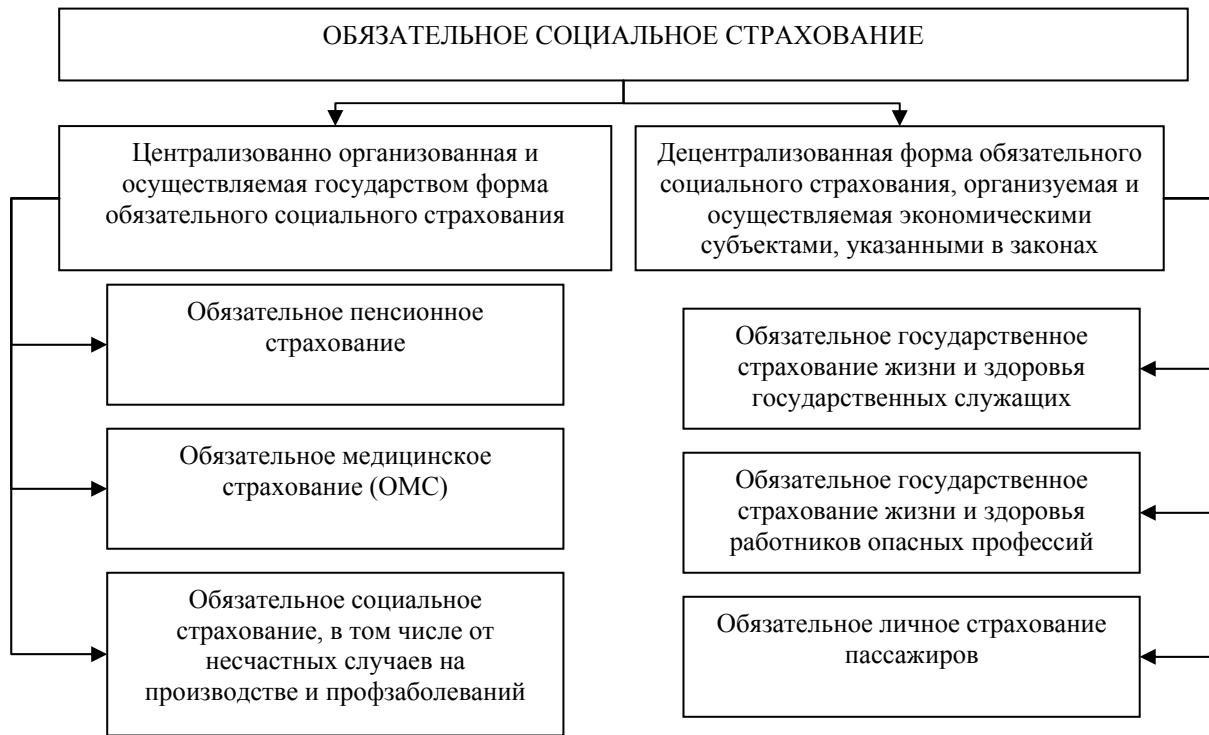 ОБЯЗАТЕЛЬНОЕ СОЦИАЛЬНОЕ СТРАХОВАНИЕ
Централизованно организованная и
осуществляемая государством форма
обязательного социального страхования
Децентрализованная форма обязательного
социального страхования, организуемая и
осуществляемая экономическими
субъектами, указанными в законах
Обязательное пенсионное
страхование
Обязательное медицинское
страхование (ОМС)
Обязательное социальное
страхование, в том числе от
несчастных случаев на
производстве и профзаболеваний
Обязательное государственное
страхование жизни и здоровья
государственных служащих
Обязательное государственное
страхование жизни и здоровья
работников опасных профессий
Обязательное личное страхование
пассажиров